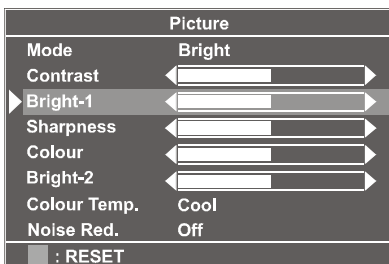 Picture
Mode Bright
Contrast
Bright-1
Sharpness
Colour
Bright-2
Colour Temp. Cool
Noise Red. Off
: RESET